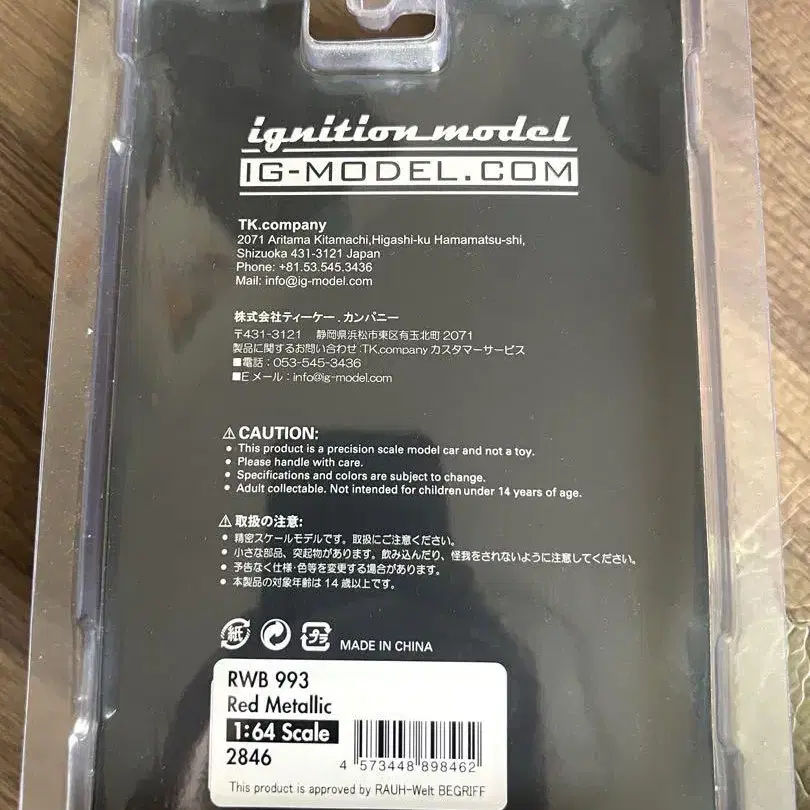 ignition model
IG-MODEL.COM
TK.company
2071 Aritama Kitamachi,Higashi-ku Hamamatsu-shi,
Shizuoka 431-3121 Japan
Phone: +81.53.545.3436
Mail: info@ig-model.com
株式会社ティーケー．カンパニー
〒431-3121　静岡県浜松市東区有玉北町 2071
製品に関するお問い合わせ:TK.company カスタマーサービス
■電話：053-545-3436
■Eメール：info@ig-model.com
⚠CAUTION:
• This product is a precision scale model car and not a toy.
• Please handle with care.
• Specifications and colors are subject to change.
• Adult collectable. Not intended for children under 14 years of age.
⚠取扱の注意:
• 精密スケールモデルです。取扱にご注意ください。
• 小さな部品、突起物があります。飲み込んだり、怪我をされないように注意してください。
• 予告なく仕様・色等を変更する場合があります。
• 本製品の対象年齢は 14 歳以上です。
紙 プラ MADE IN CHINA
RWB 993
Red Metallic
1:64 Scale
2846
4 573448 898462
This product is approved by RAUH-Welt BEGRIFF